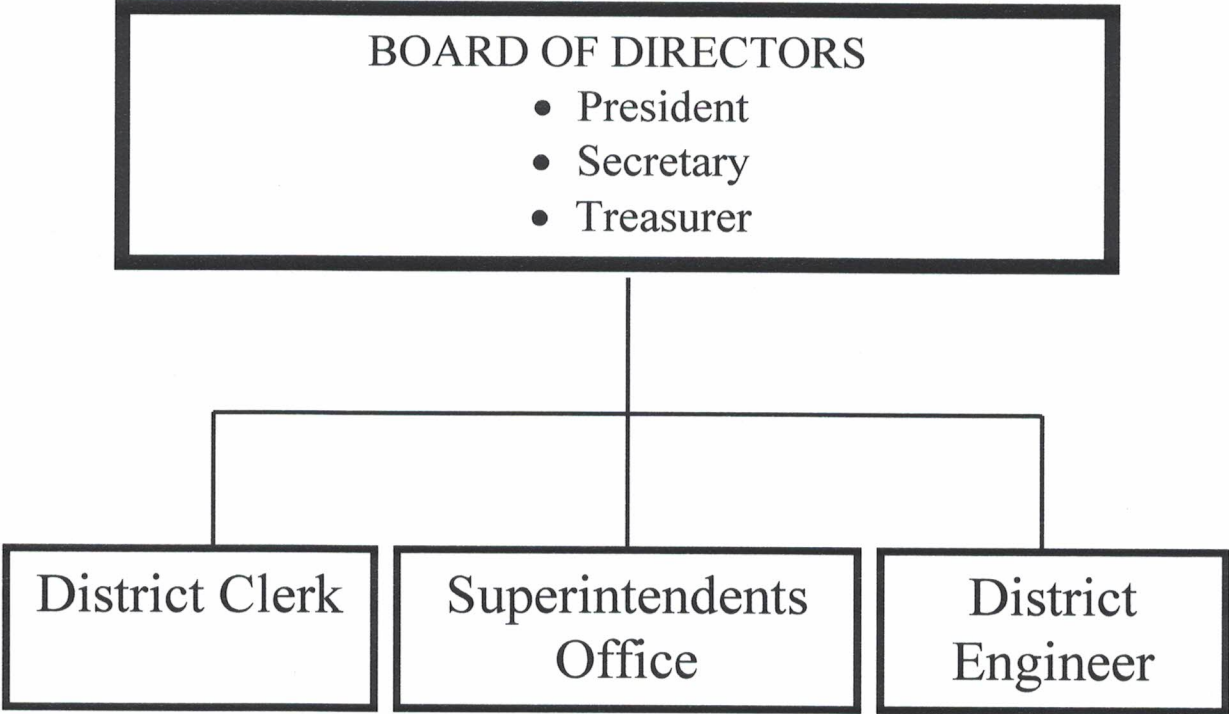 BOARD OF DIRECTORS
• President
• Secretary
• Treasurer
District Clerk
Superintendents
Office
District
Engineer